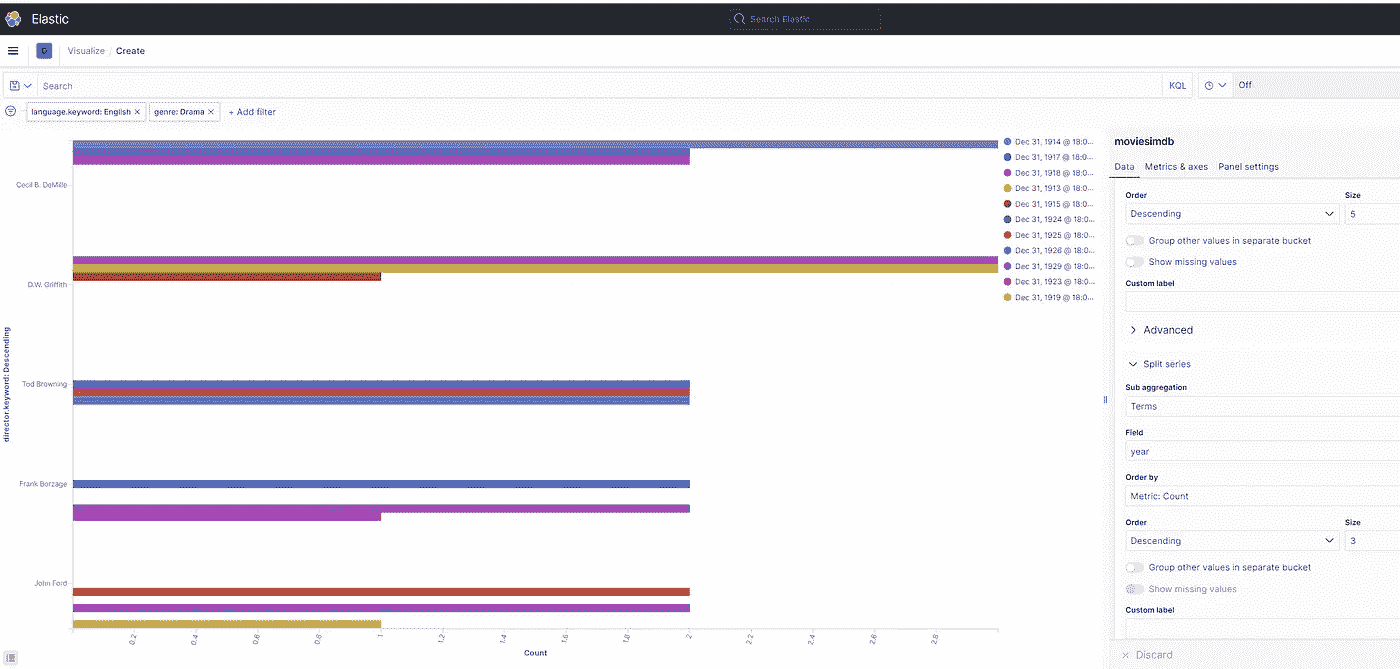 Elastic
Search Elastic
D
Visualize / Create
Search
KQL
Off
language.keyword: English ×
genre: Drama ×
+ Add filter
director.keyword: Descending
Cecil B. DeMille
D.W. Griffith
Tod Browning
Frank Borzage
John Ford
0.2
0.4
0.6
0.8
1
1.2
1.4
1.6
1.8
2
2.2
2.4
2.6
2.8
Count
Dec 31, 1914 @ 18:0...
Dec 31, 1917 @ 18:0...
Dec 31, 1918 @ 18:0...
Dec 31, 1913 @ 18:0...
Dec 31, 1915 @ 18:0...
Dec 31, 1924 @ 18:0...
Dec 31, 1925 @ 18:0...
Dec 31, 1926 @ 18:0...
Dec 31, 1929 @ 18:0...
Dec 31, 1923 @ 18:0...
Dec 31, 1919 @ 18:0...
moviesimdb
Data
Metrics & axes
Panel settings
Order
Size
Descending
5
Group other values in separate bucket
Show missing values
Custom label
Advanced
Split series
Sub aggregation
Terms
Field
year
Order by
Metric: Count
Order
Size
Descending
3
Group other values in separate bucket
Show missing values
Custom label
× Discard